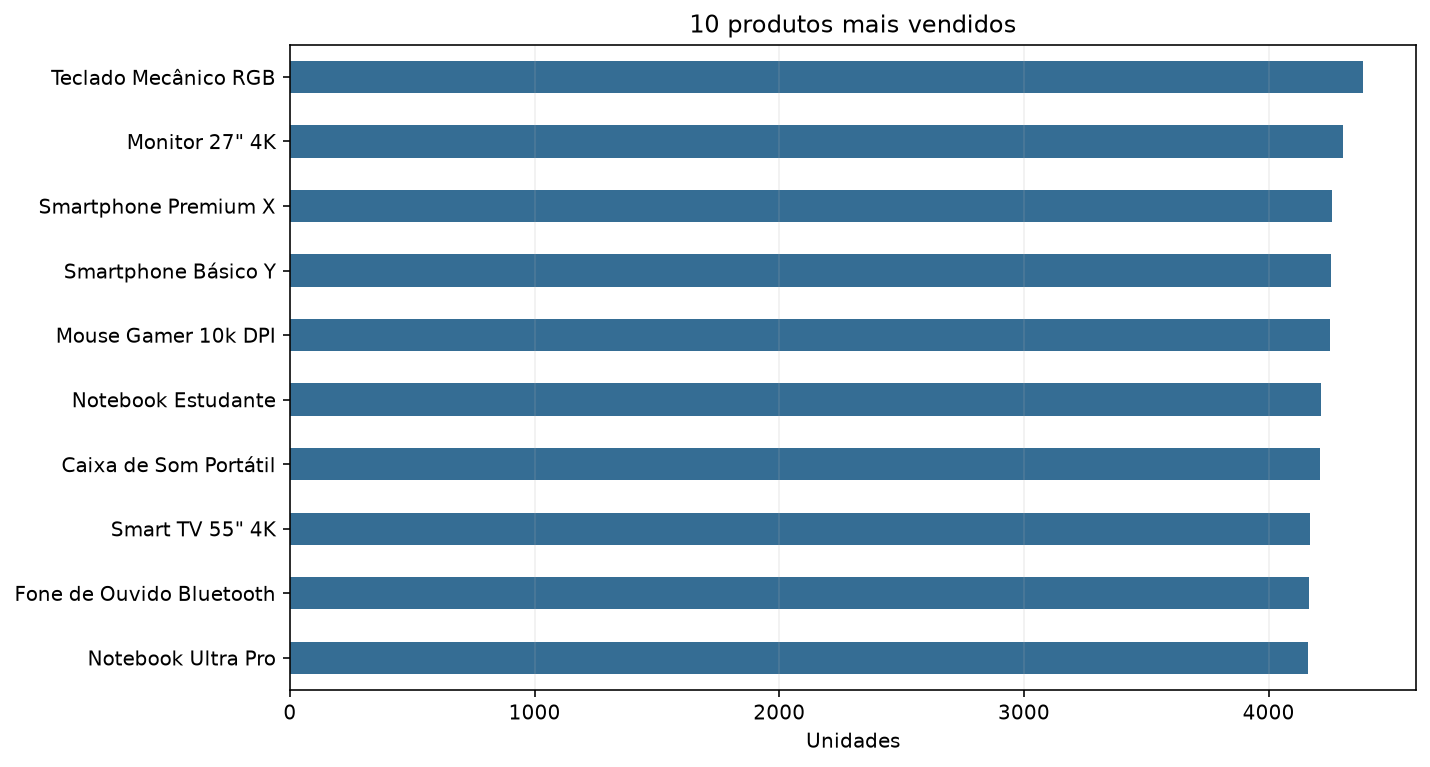 10 produtos mais vendidos
Teclado Mecânico RGB
Monitor 27" 4K
Smartphone Premium X
Smartphone Básico Y
Mouse Gamer 10k DPI
Notebook Estudante
Caixa de Som Portátil
Smart TV 55" 4K
Fone de Ouvido Bluetooth
Notebook Ultra Pro
0 1000 2000 3000 4000
Unidades